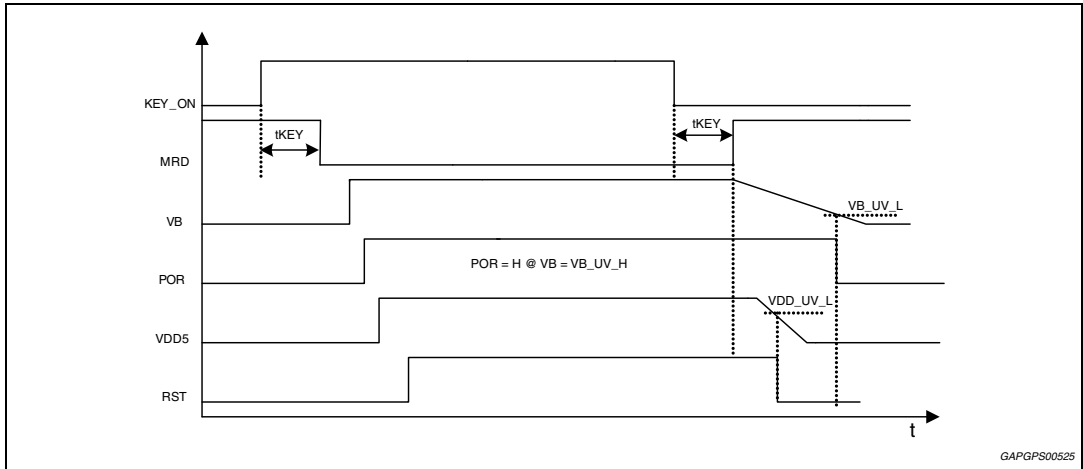 KEY_ON
tKEY
tKEY
MRD
VB_UV_L
VB
POR = H @ VB = VB_UV_H
POR
VDD_UV_L
VDD5
RST
t
GAPGPS00525